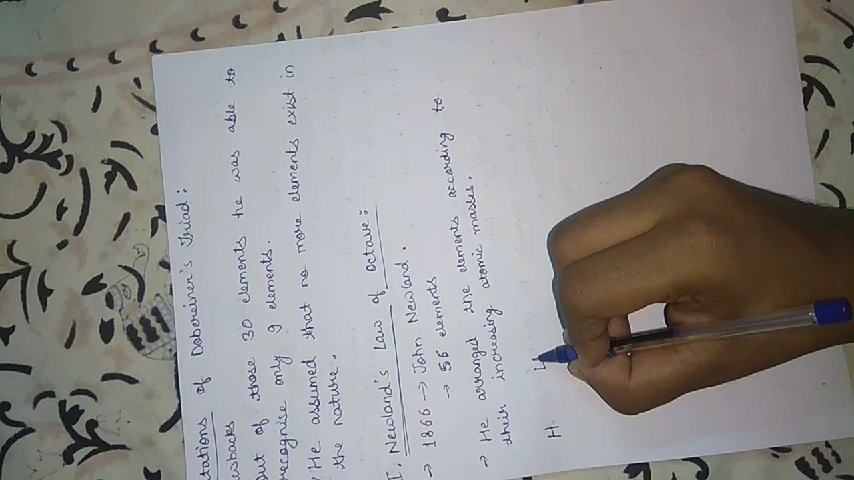 tations of Dobereiner's Triad:
wbacks
out of those 30 elements he was able to
recognise only 9 elements.
He assumed that no more elements exist in
the nature.
I. Newland's Law of Octave:
→ 1866 → John Newland.
→ 56 elements
→ He arranged the elements according to
their increasing atomic masses.
H L